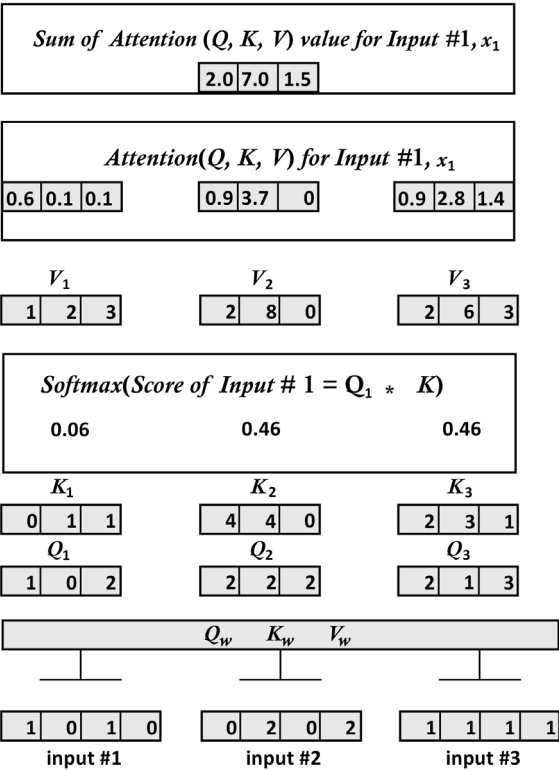 Sum of Attention (Q, K, V) value for Input #1, x1
2.0 7.0 1.5
Attention(Q, K, V) for Input #1, x1
0.6 0.1 0.1 0.9 3.7 0 0.9 2.8 1.4
V1 V2 V3
1 2 3 2 8 0 2 6 3
Softmax(Score of Input # 1 = Q1 * K)
0.06 0.46 0.46
K1 K2 K3
0 1 1 4 4 0 2 3 1
Q1 Q2 Q3
1 0 2 2 2 2 2 1 3
Qw Kw Vw
1 0 1 0 0 2 0 2 1 1 1 1
input #1 input #2 input #3